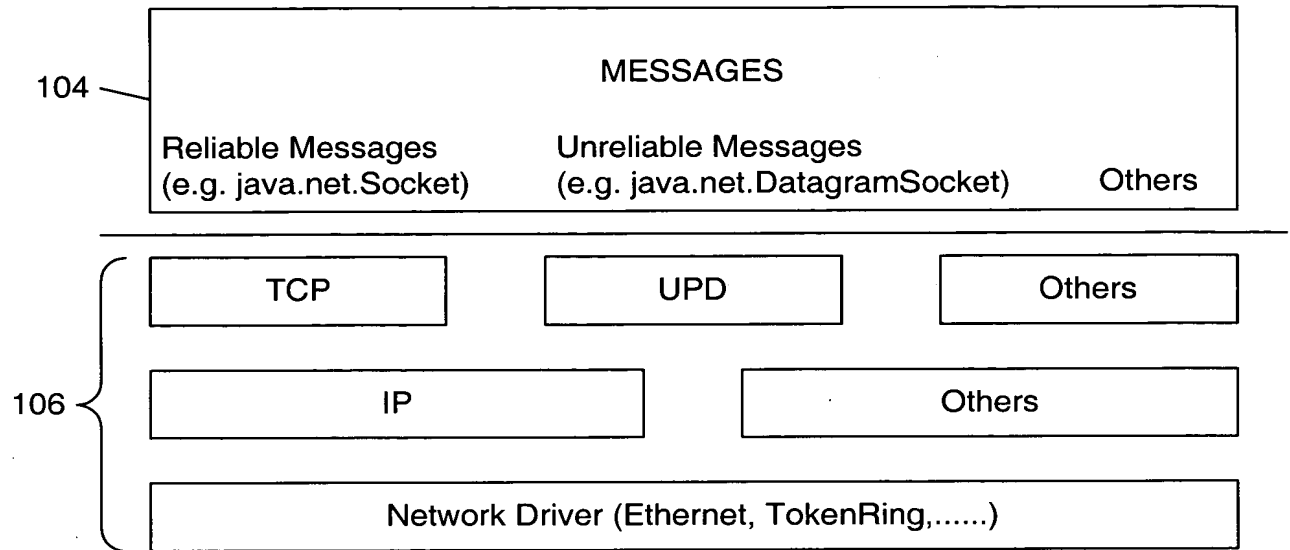 MESSAGES
104
Reliable Messages
(e.g. java.net.Socket)
Unreliable Messages
(e.g. java.net.DatagramSocket)
Others
TCP
UPD
Others
106
IP
Others
Network Driver (Ethernet, TokenRing,......)